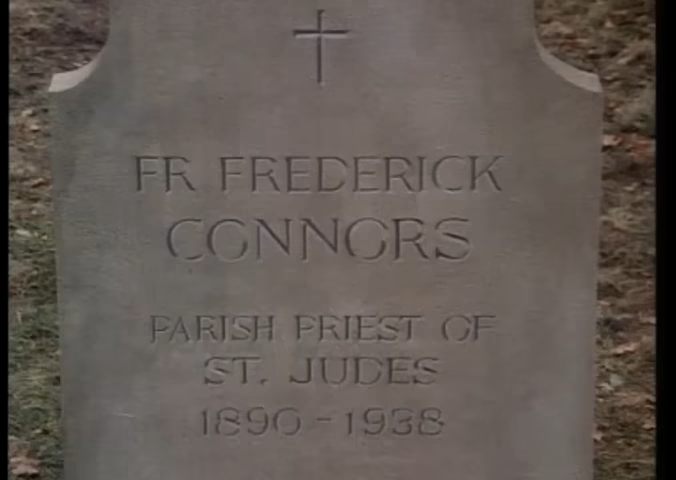 FR FREDERICK
CONNORS
PARISH PRIEST OF
ST. JUDES
1890-1938